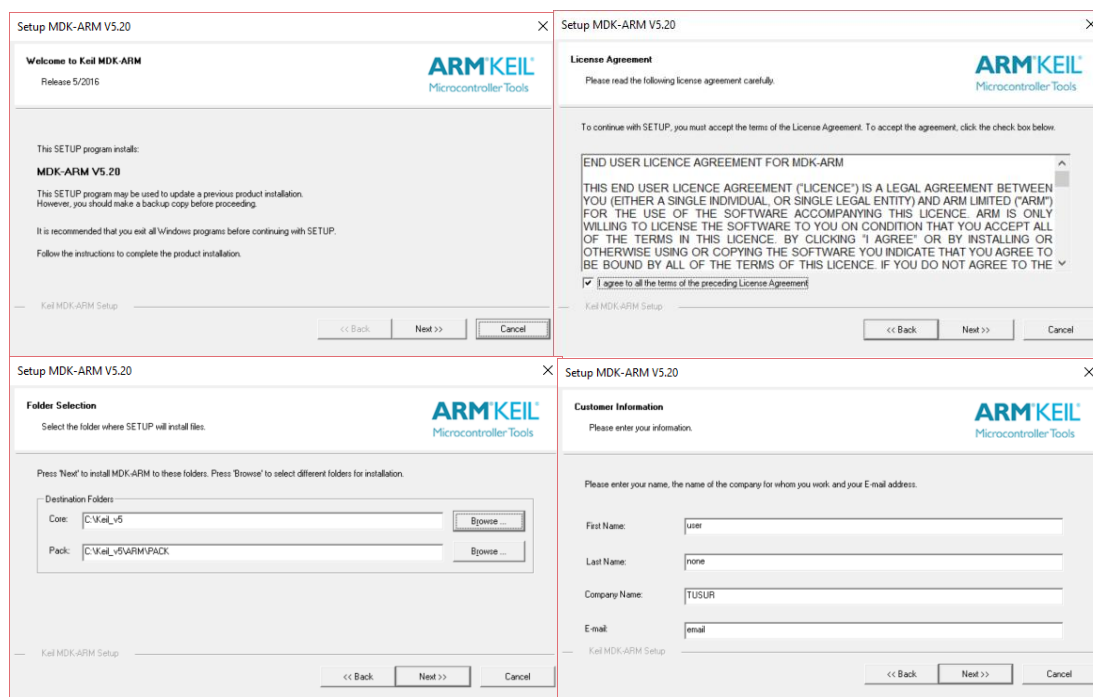 Setup MDK-ARM V5.20
Welcome to Keil MDK-ARM
Release 5/2016
ARM®KEIL®
Microcontroller Tools
This SETUP program installs:
MDK-ARM V5.20
This SETUP program may be used to update a previous product installation.
However, you should make a backup copy before proceeding.
It is recommended that you exit all Windows programs before continuing with SETUP.
Follow the instructions to complete the product installation.
Keil MDK-ARM Setup
<< Back
Next >>
Cancel
Setup MDK-ARM V5.20
License Agreement
Please read the following license agreement carefully.
ARM®KEIL®
Microcontroller Tools
To continue with SETUP, you must accept the terms of the License Agreement. To accept the agreement, click the check box below.
END USER LICENCE AGREEMENT FOR MDK-ARM
THIS END USER LICENCE AGREEMENT ("LICENCE") IS A LEGAL AGREEMENT BETWEEN
YOU (EITHER A SINGLE INDIVIDUAL, OR SINGLE LEGAL ENTITY) AND ARM LIMITED ("ARM")
FOR THE USE OF THE SOFTWARE ACCOMPANYING THIS LICENCE. ARM IS ONLY
WILLING TO LICENSE THE SOFTWARE TO YOU ON CONDITION THAT YOU ACCEPT ALL
OF THE TERMS IN THIS LICENCE. BY CLICKING "I AGREE" OR BY INSTALLING OR
OTHERWISE USING OR COPYING THE SOFTWARE YOU INDICATE THAT YOU AGREE TO
BE BOUND BY ALL OF THE TERMS OF THIS LICENCE. IF YOU DO NOT AGREE TO THE
I agree to all the terms of the preceding License Agreement
Keil MDK-ARM Setup
<< Back
Next >>
Cancel
Setup MDK-ARM V5.20
Folder Selection
Select the folder where SETUP will install files.
ARM®KEIL®
Microcontroller Tools
Press 'Next' to install MDK-ARM to these folders. Press 'Browse' to select different folders for installation.
Destination Folders
Core: C:\Keil_v5 Browse ...
Pack: C:\Keil_v5\ARM\PACK Browse ...
Keil MDK-ARM Setup
<< Back
Next >>
Cancel
Setup MDK-ARM V5.20
Customer Information
Please enter your information.
ARM®KEIL®
Microcontroller Tools
Please enter your name, the name of the company for whom you work and your E-mail address.
First Name: user
Last Name: none
Company Name: TUSUR
E-mail: email
Keil MDK-ARM Setup
<< Back
Next >>
Cancel